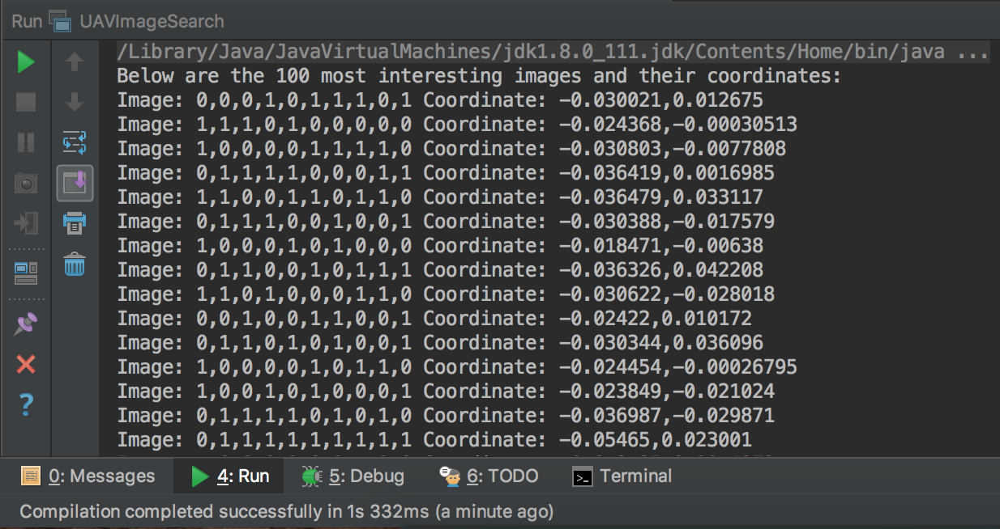 Run UAVImageSearch
/Library/Java/JavaVirtualMachines/jdk1.8.0_111.jdk/Contents/Home/bin/java ...
Below are the 100 most interesting images and their coordinates:
Image: 0,0,0,1,0,1,1,1,0,1 Coordinate: -0.030021,0.012675
Image: 1,1,1,0,1,0,0,0,0,0 Coordinate: -0.024368,-0.00030513
Image: 1,0,0,0,0,1,1,1,1,0 Coordinate: -0.030803,-0.0077808
Image: 0,1,1,1,1,0,0,0,1,1 Coordinate: -0.036419,0.0016985
Image: 1,1,0,0,1,1,0,1,1,0 Coordinate: -0.036479,0.033117
Image: 0,1,1,1,0,0,1,0,0,1 Coordinate: -0.030388,-0.017579
Image: 1,0,0,0,1,0,1,0,0,0 Coordinate: -0.018471,-0.00638
Image: 0,1,1,0,0,1,0,1,1,1 Coordinate: -0.036326,0.042208
Image: 1,1,0,1,0,0,0,1,1,0 Coordinate: -0.030622,-0.028018
Image: 0,0,1,0,0,1,1,0,0,1 Coordinate: -0.02422,0.010172
Image: 0,1,1,0,1,0,1,0,0,1 Coordinate: -0.030344,0.036096
Image: 1,0,0,0,0,1,0,1,1,0 Coordinate: -0.024454,-0.00026795
Image: 1,0,0,1,0,1,0,0,0,1 Coordinate: -0.023849,-0.021024
Image: 0,1,1,1,1,0,1,0,1,0 Coordinate: -0.036987,-0.029871
Image: 0,1,1,1,1,1,1,1,1,1 Coordinate: -0.05465,0.023001
0: Messages 4: Run 5: Debug 6: TODO Terminal
Compilation completed successfully in 1s 332ms (a minute ago)